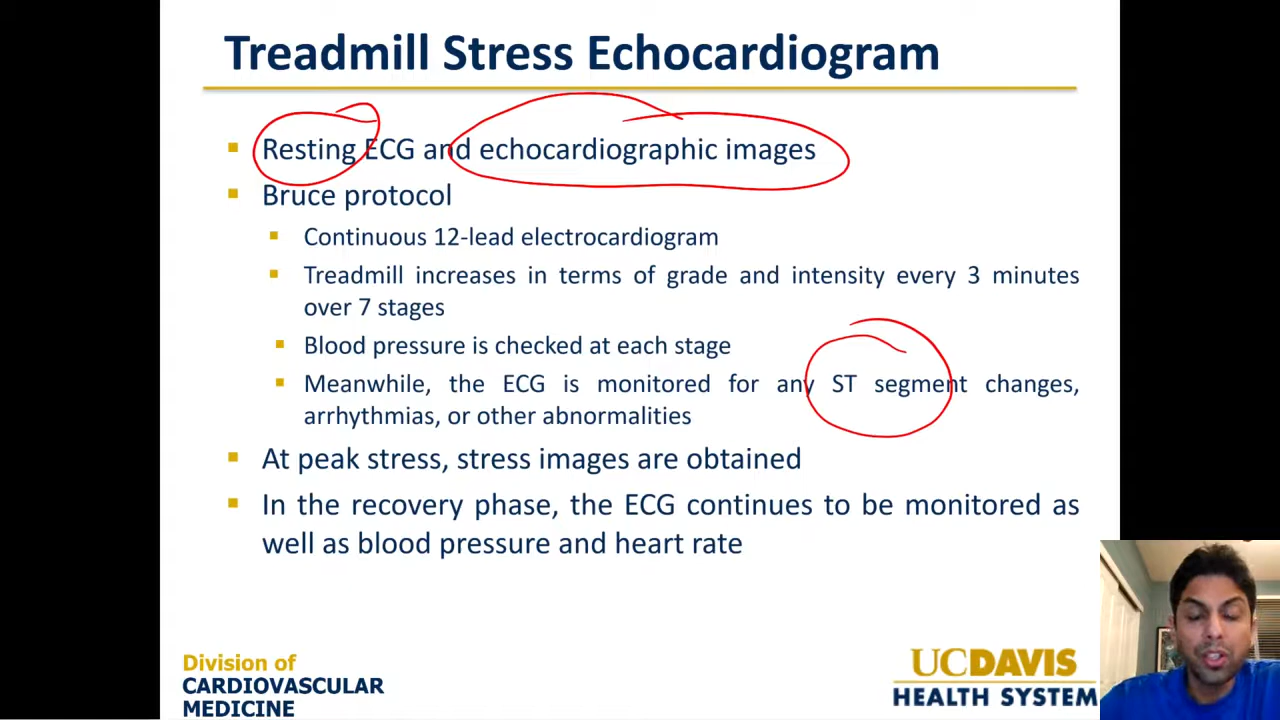 Treadmill Stress Echocardiogram
▪ Resting ECG and echocardiographic images
▪ Bruce protocol
▪ Continuous 12-lead electrocardiogram
▪ Treadmill increases in terms of grade and intensity every 3 minutes
over 7 stages
▪ Blood pressure is checked at each stage
▪ Meanwhile, the ECG is monitored for any ST segment changes,
arrhythmias, or other abnormalities
▪ At peak stress, stress images are obtained
▪ In the recovery phase, the ECG continues to be monitored as
well as blood pressure and heart rate
Division of
CARDIOVASCULAR
MEDICINE
UCDAVIS
HEALTH SYSTEM